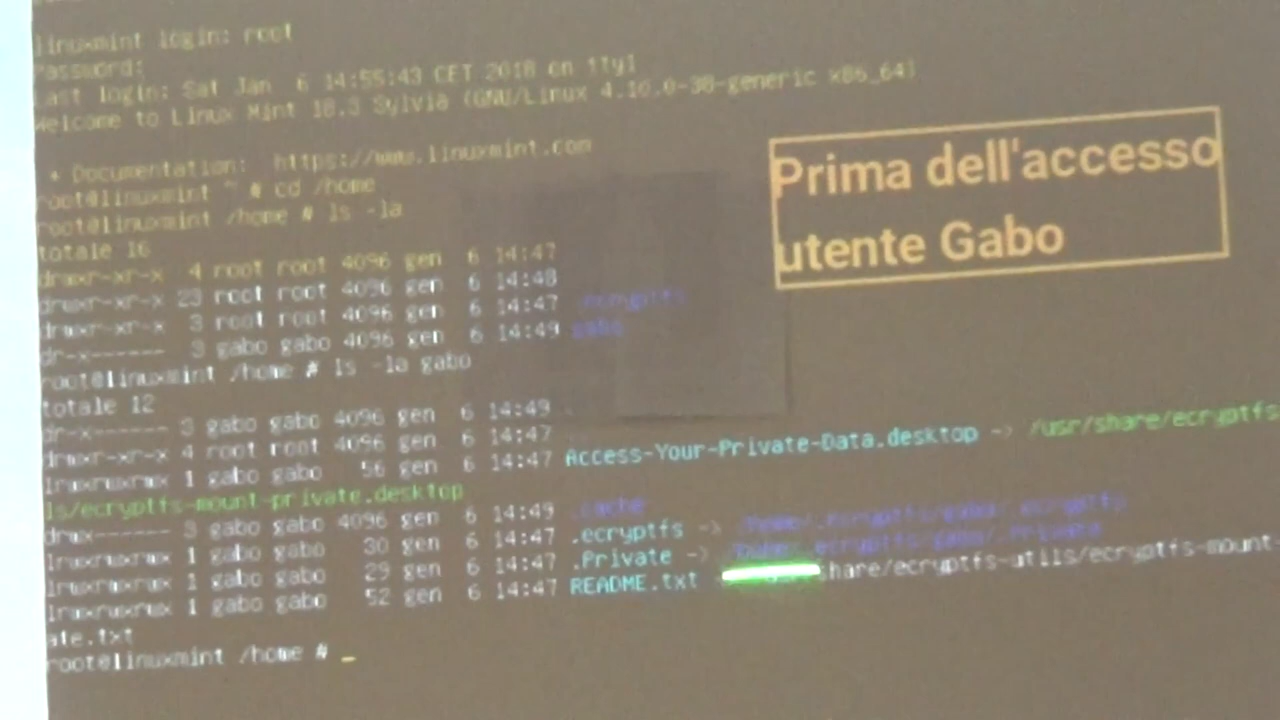 linuxmint login: root
Password:
Last login: Sat Jan  6 14:55:43 CET 2018 on tty1
Welcome to Linux Mint 18.3 Sylvia (GNU/Linux 4.10.0-38-generic x86_64)
* Documentation:  https://www.linuxmint.com
root@linuxmint ~ # cd /home
root@linuxmint /home # ls -la
totale 16
drwxr-xr-x  4 root root 4096 gen  6 14:47
drwxr-xr-x 23 root root 4096 gen  6 14:48
drwxr-xr-x  3 root root 4096 gen  6 14:47 .ecryptfs
dr-x------  3 gabo gabo 4096 gen  6 14:49 gabo
root@linuxmint /home # ls -la gabo
totale 12
dr-x------ 3 gabo gabo 4096 gen  6 14:49 .
drwxr-xr-x 4 root root 4096 gen  6 14:47
lrwxrwxrwx 1 gabo gabo   56 gen  6 14:47 Access-Your-Private-Data.desktop -> /usr/share/ecryptfs
ls/ecryptfs-mount-private.desktop
drwx------ 3 gabo gabo 4096 gen  6 14:49 .cache
lrwxrwxrwx 1 gabo gabo   30 gen  6 14:47 .ecryptfs -> /home/.ecryptfs/gabo/.ecryptfs
lrwxrwxrwx 1 gabo gabo   29 gen  6 14:47 .Private -> /home/.ecryptfs/gabo/.Private
lrwxrwxrwx 1 gabo gabo   52 gen  6 14:47 README.txt share/ecryptfs-utils/ecryptfs-mount-
ate.txt
root@linuxmint /home # _
Prima dell'accesso
utente Gabo